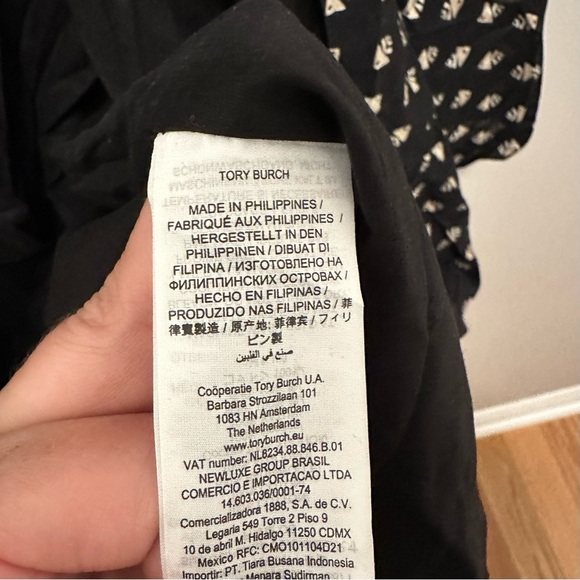 TORY BURCH
MADE IN PHILIPPINES /
FABRIQUÉ AUX PHILIPPINES /
HERGESTELLT IN DEN
PHILIPPINEN / DIBUAT DI
FILIPINA / ИЗГОТОВЛЕНО НА
ФИЛИППИНСКИХ ОСТРОВАХ /
HECHO EN FILIPINAS /
PRODUZIDO NAS FILIPINAS / 菲
律賓製造 / 原产地: 菲律宾 / フィリ
ピン製
صنع في الفلبين
Coöperatie Tory Burch U.A.
Barbara Strozzilaan 101
1083 HN Amsterdam
The Netherlands
www.toryburch.eu
VAT number: NL8234.88.846.B.01
NEWLUXE GROUP BRASIL
COMERCIO E IMPORTACAO LTDA
14.603.036/0001-74
Comercializadora 1888, S.A. de C.V.
Legaria 549 Torre 2 Piso 9
10 de abril M. Hidalgo 11250 CDMX
Mexico RFC: CMO101104D21
Importir: PT. Tiara Busana Indonesia
Menara Sudirman